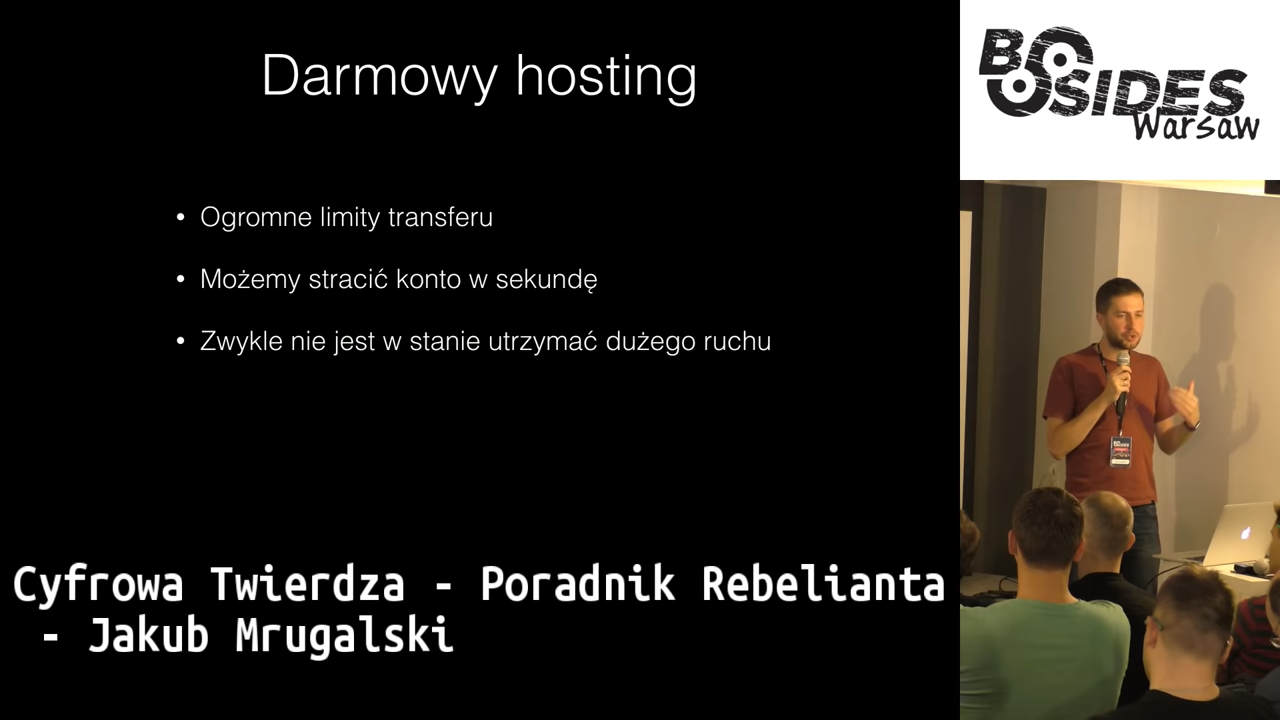 Darmowy hosting
• Ogromne limity transferu
• Możemy stracić konto w sekundę
• Zwykle nie jest w stanie utrzymać dużego ruchu
Cyfrowa Twierdza - Poradnik Rebelianta
- Jakub Mrugalski
BSIDES
Warsaw